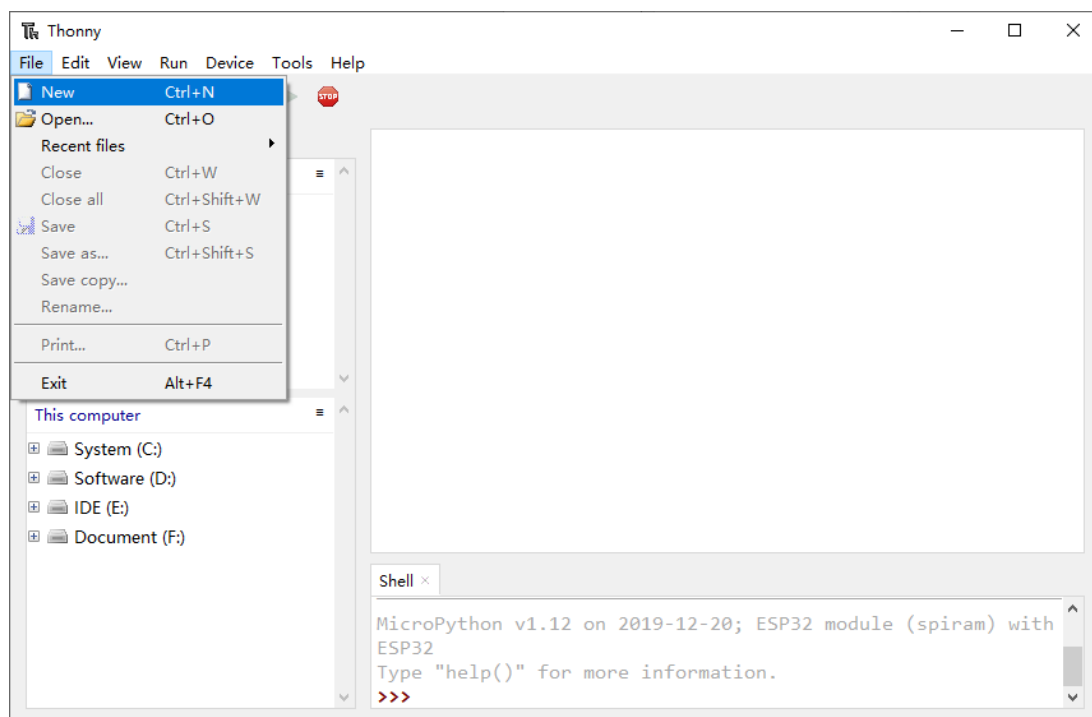 Thonny
File Edit View Run Device Tools Help
New Ctrl+N
STOP
Open... Ctrl+O
Recent files
Close Ctrl+W
Close all Ctrl+Shift+W
Save Ctrl+S
Save as... Ctrl+Shift+S
Save copy...
Rename...
Print... Ctrl+P
Exit Alt+F4
This computer
System (C:)
Software (D:)
IDE (E:)
Document (F:)
Shell
MicroPython v1.12 on 2019-12-20; ESP32 module (spiram) with
ESP32
Type "help()" for more information.
>>>